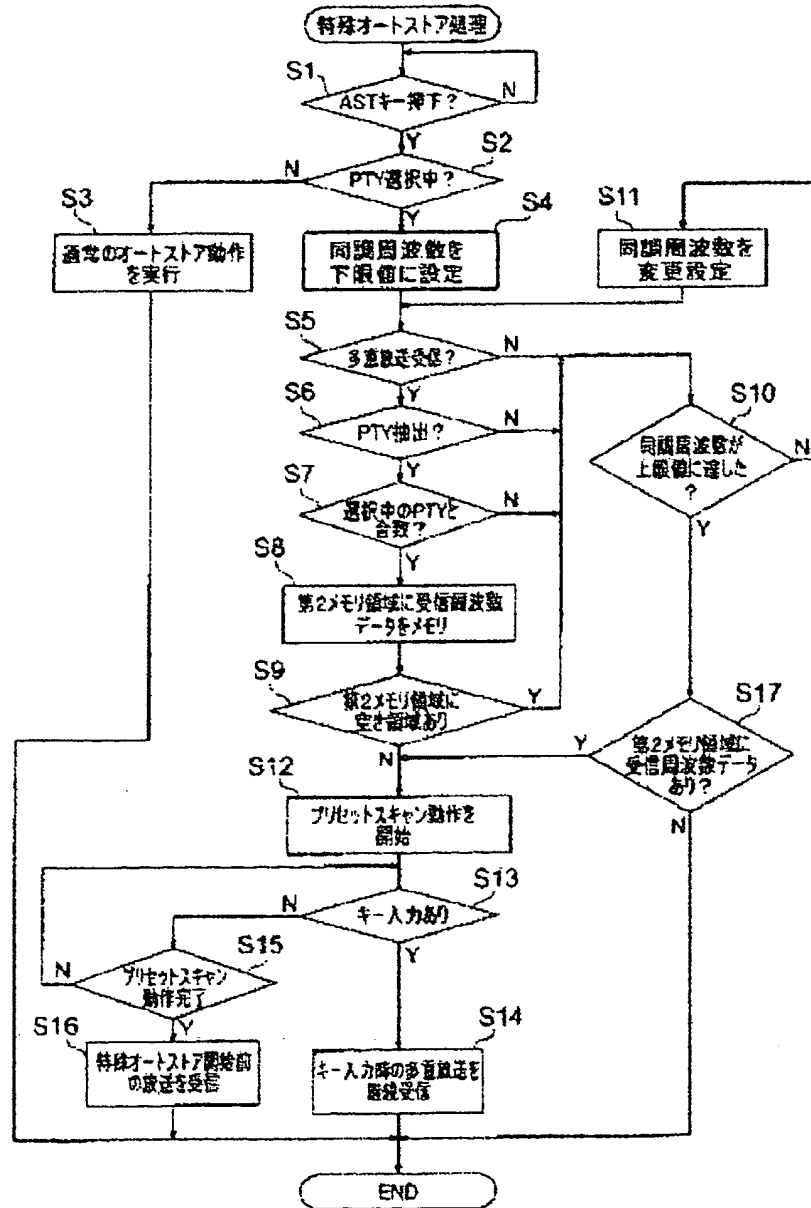 特殊オートストア処理
S1
ASTキー押下?
N
Y
S2
N
PTY選択中?
Y
S3
通常のオートストア動作
を実行
S4
同調周波数を
下限値に設定
S11
同調周波数を
変更設定
S5
多重放送受信?
N
Y
S6
PTY抽出?
N
Y
S7
選択中のPTYと
合致?
N
Y
S10
同調周波数が
上限値に達した
?
N
Y
S8
第2メモリ領域に受信周波数
データをメモリ
S9
第2メモリ領域に
空き領域あり
Y
N
S17
Y
第2メモリ領域に
受信周波数データ
あり?
N
S12
プリセットスキャン動作を
開始
S13
N
キー入力あり
Y
S15
N
プリセットスキャン
動作完了
Y
S16
特殊オートストア開始前
の放送を受信
S14
キー入力時の多重放送を
継続受信
END